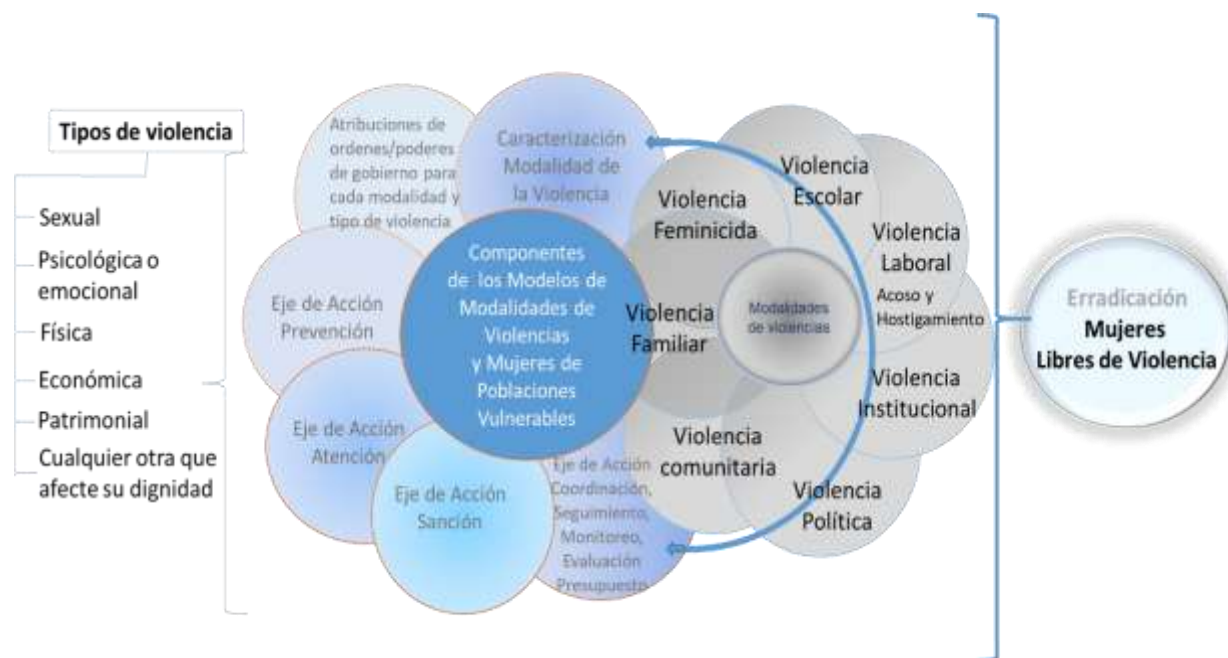 Tipos de violencia
Sexual
Psicológica o
emocional
Física
Económica
Patrimonial
Cualquier otra que
afecte su dignidad
Atribuciones de
ordenes/poderes
de gobierno para
cada modalidad y
tipo de violencia
Caracterización
Modalidad de
la Violencia
Eje de Acción
Prevención
Eje de Acción
Atención
Eje de Acción
Sanción
Eje de Acción
Coordinación,
Seguimiento,
Monitoreo,
Evaluación
Presupuesto
Componentes
de los Modelos de
Modalidades de
Violencias
y Mujeres de
Poblaciones
Vulnerables
Violencia
Feminicida
Violencia
Escolar
Violencia
Laboral
Acoso y
Hostigamiento
Violencia
Familiar
Modalidades
de violencias
Violencia
Institucional
Violencia
comunitaria
Violencia
Política
Erradicación
Mujeres
Libres de Violencia